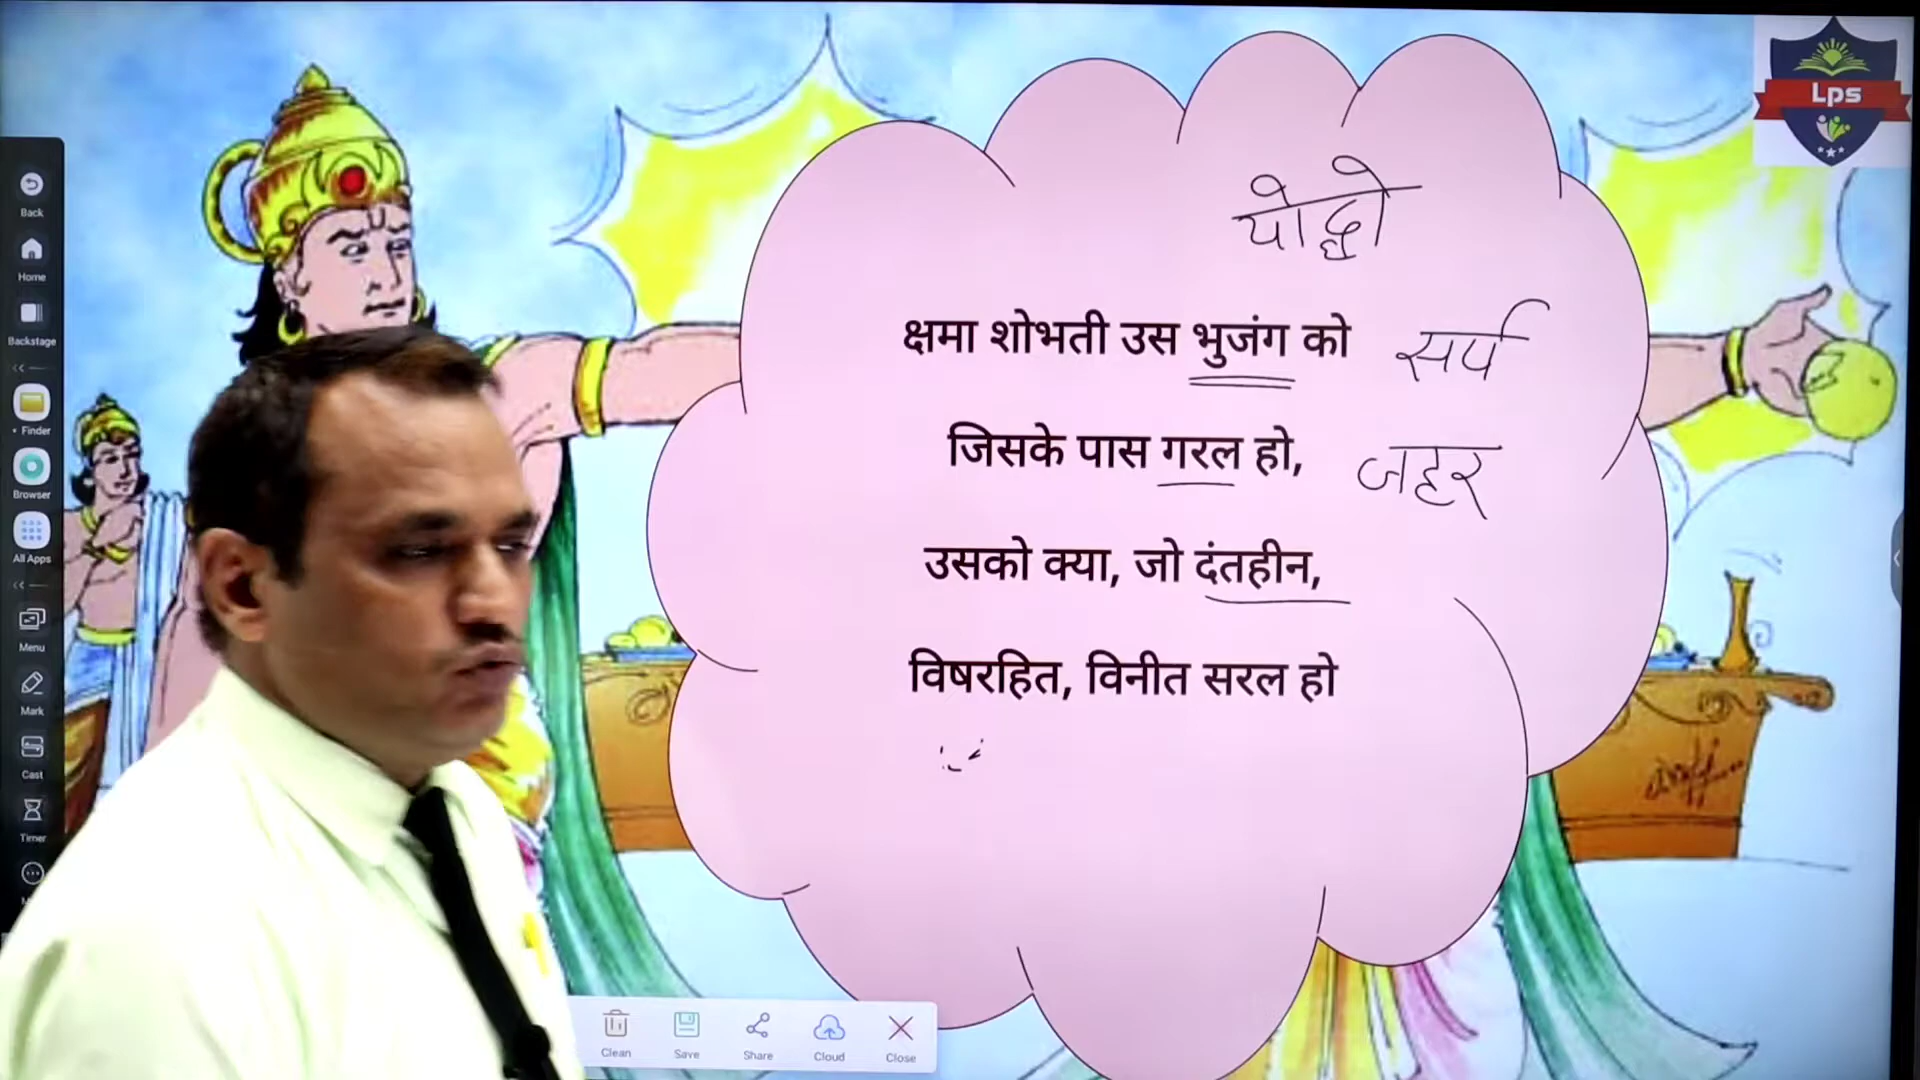 Lps
योद्धो
क्षमा शोभती उस भुजंग को सर्प
जिसके पास गरल हो, जहर
उसको क्या, जो दंतहीन,
विषरहित, विनीत सरल हो
Back
Home
Backstage
Finder
Browser
All Apps
Menu
Mark
Cast
Timer
Clean Save Share Cloud Close